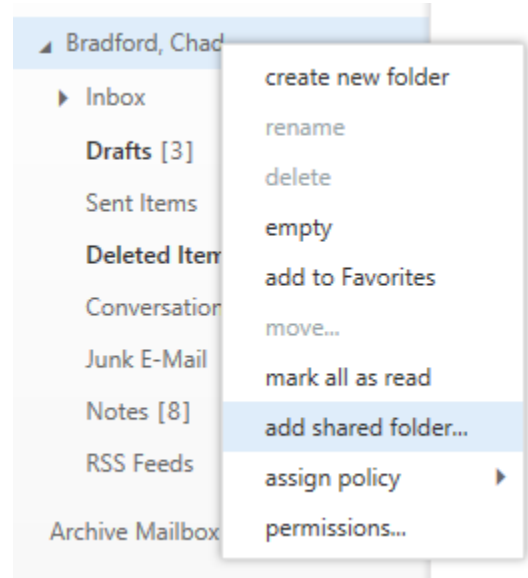 Bradford, Chad
Inbox
Drafts [3]
Sent Items
Deleted Item
Conversation
Junk E-Mail
Notes [8]
RSS Feeds
Archive Mailbox
create new folder
rename
delete
empty
add to Favorites
move...
mark all as read
add shared folder...
assign policy
permissions...